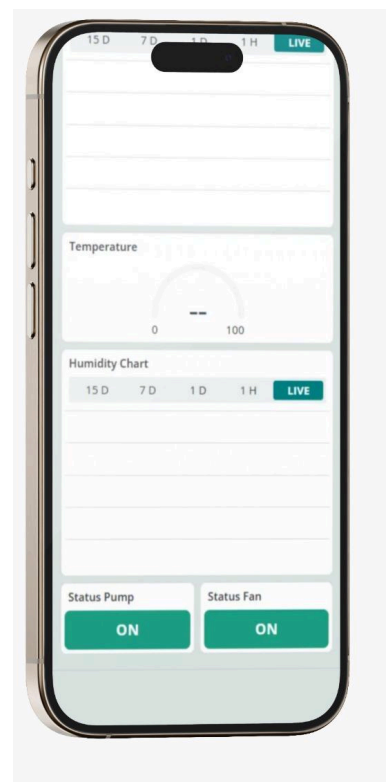 15 D 7 D 1 D 1 H LIVE
Temperature
--
0 100
Humidity Chart
15 D 7 D 1 D 1 H LIVE
Status Pump Status Fan
ON ON